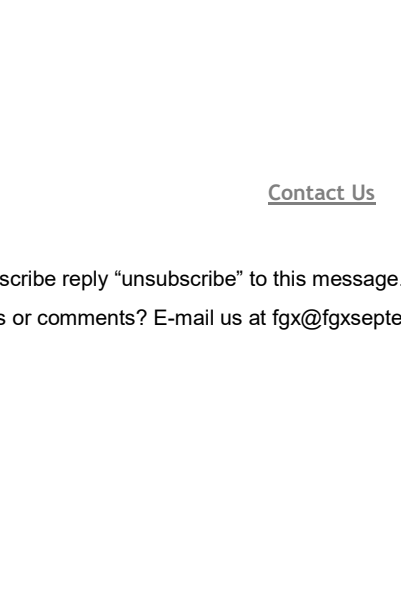 Contact Us
scribe reply “unsubscribe” to this message.
s or comments? E-mail us at fgx@fgxsepte